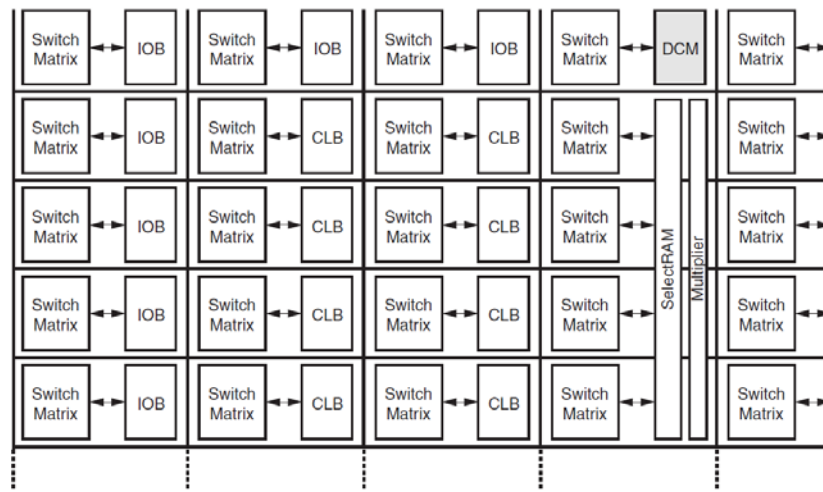 Switch Matrix IOB Switch Matrix IOB Switch Matrix IOB Switch Matrix DCM Switch Matrix
Switch Matrix IOB Switch Matrix CLB Switch Matrix CLB Switch Matrix Switch Matrix
Switch Matrix IOB Switch Matrix CLB Switch Matrix CLB Switch Matrix SelectRAM Multiplier Switch Matrix
Switch Matrix IOB Switch Matrix CLB Switch Matrix CLB Switch Matrix Switch Matrix
Switch Matrix IOB Switch Matrix CLB Switch Matrix CLB Switch Matrix Switch Matrix